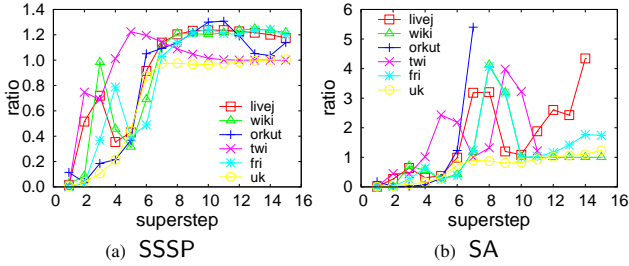 1.4
1.2
1.0
0.8
0.6
0.4
0.2
0.0
ratio
0 2 4 6 8 10 12 14 16
superstep
livej
wiki
orkut
twi
fri
uk
(a) SSSP
6
5
4
3
2
1
0
ratio
0 2 4 6 8 10 12 14 16
superstep
livej
wiki
orkut
twi
fri
uk
(b) SA